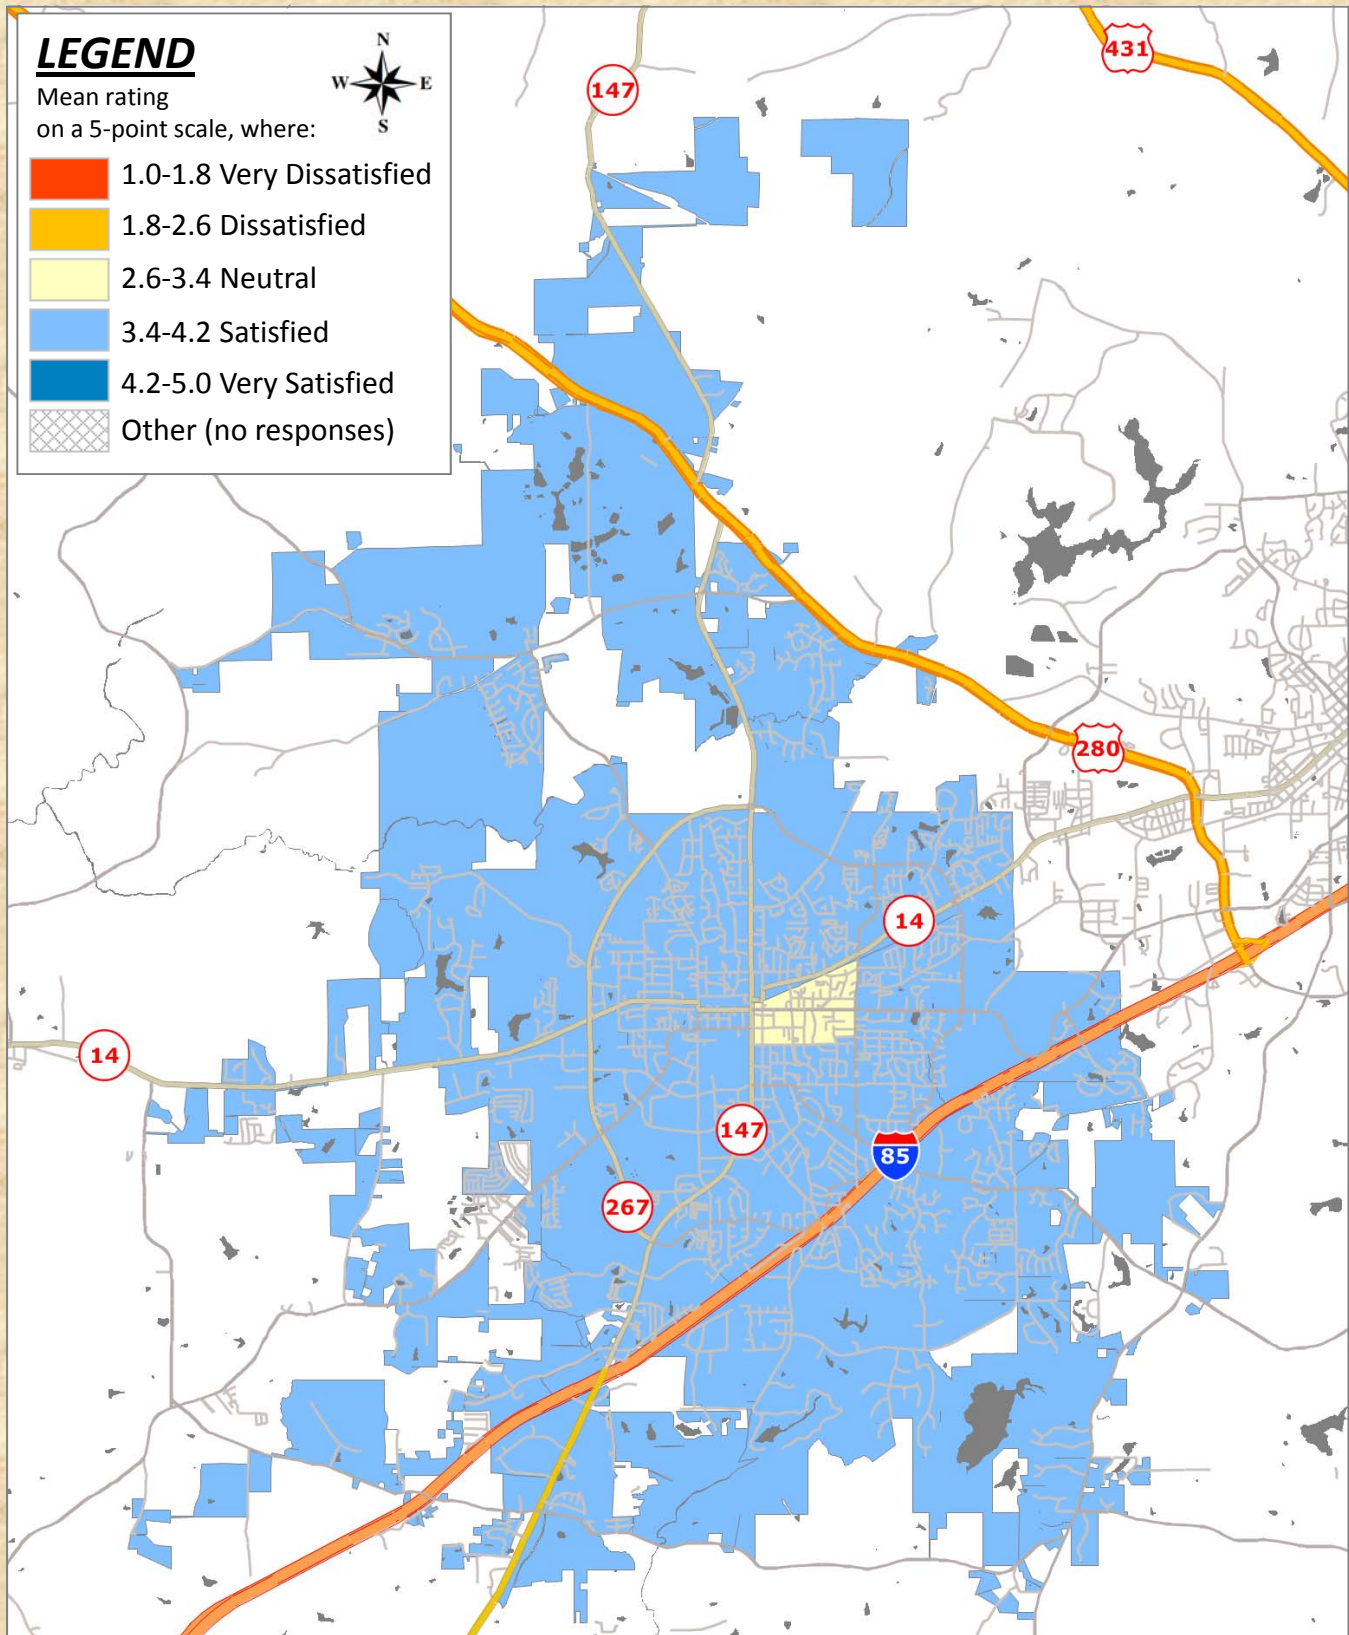 LEGEND
Mean rating
on a 5-point scale, where:
N
W E
S
1.0-1.8 Very Dissatisfied
1.8-2.6 Dissatisfied
2.6-3.4 Neutral
3.4-4.2 Satisfied
4.2-5.0 Very Satisfied
Other (no responses)
431
147
280
14
14
147
85
267